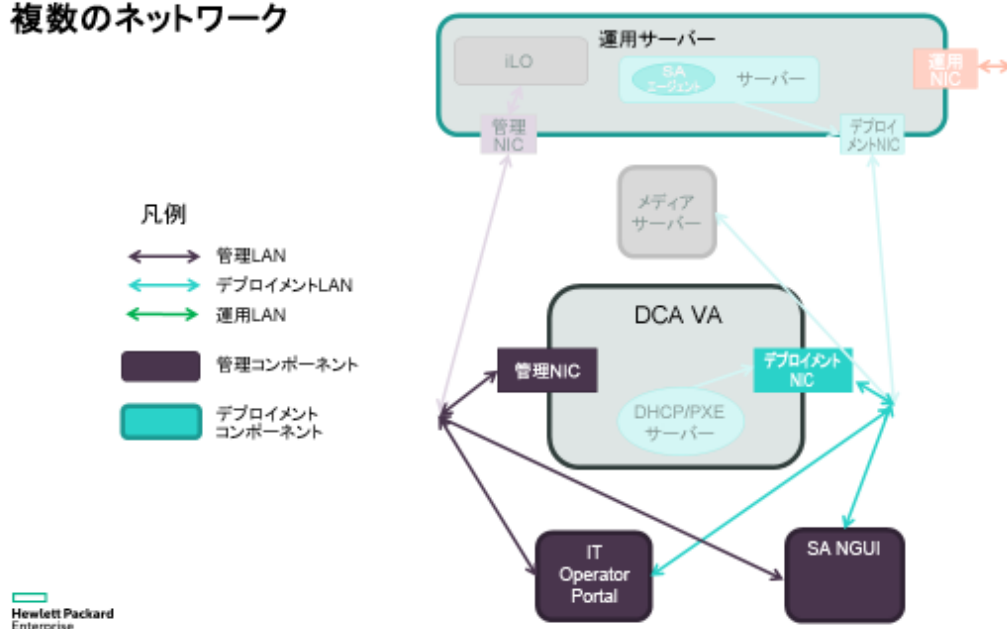 複数のネットワーク
運用サーバー
iLO
SA
エージェント
サーバー
運用
NIC
管理
NIC
デプロイ
メントNIC
メディア
サーバー
凡例
管理LAN
デプロイメントLAN
運用LAN
管理コンポーネント
デプロイメント
コンポーネント
DCA VA
管理NIC
デプロイメント
NIC
DHCP/PXE
サーバー
IT
Operator
Portal
SA NGUI
Hewlett Packard
Enterprise